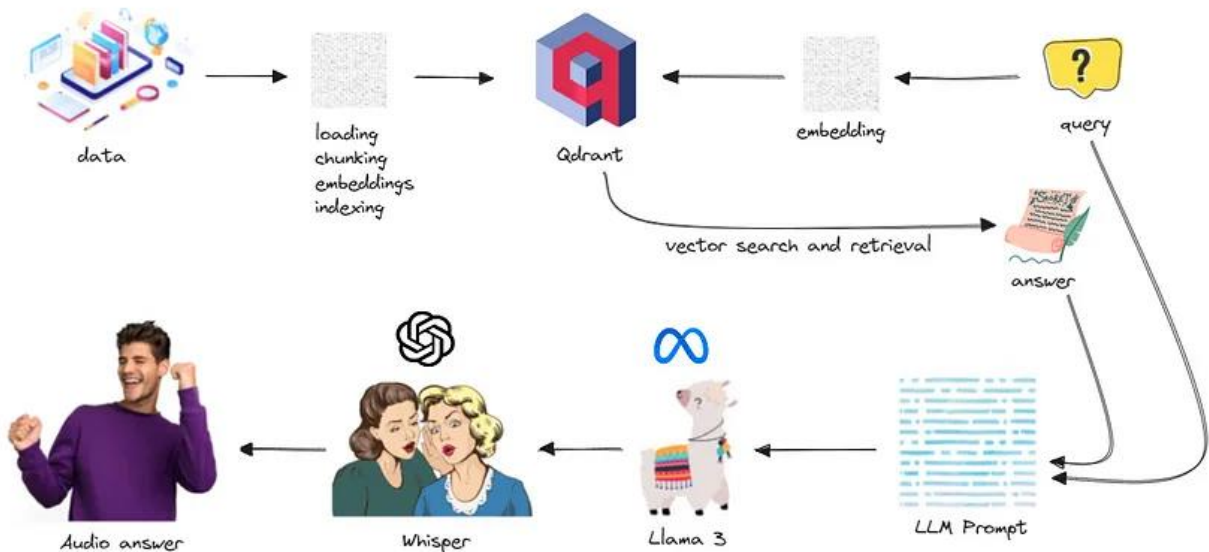 ?
data
loading
chunking
embeddings
indexing
Qdrant
embedding
query
SECRET
vector search and retrieval
answer
Audio answer
Whisper
Llama 3
LLM Prompt